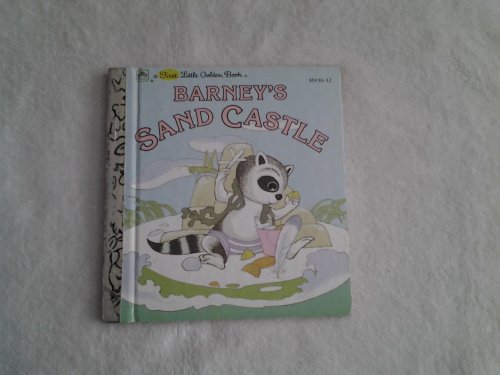 a First Little Golden Book®
BARNEY'S
SAND CASTLE